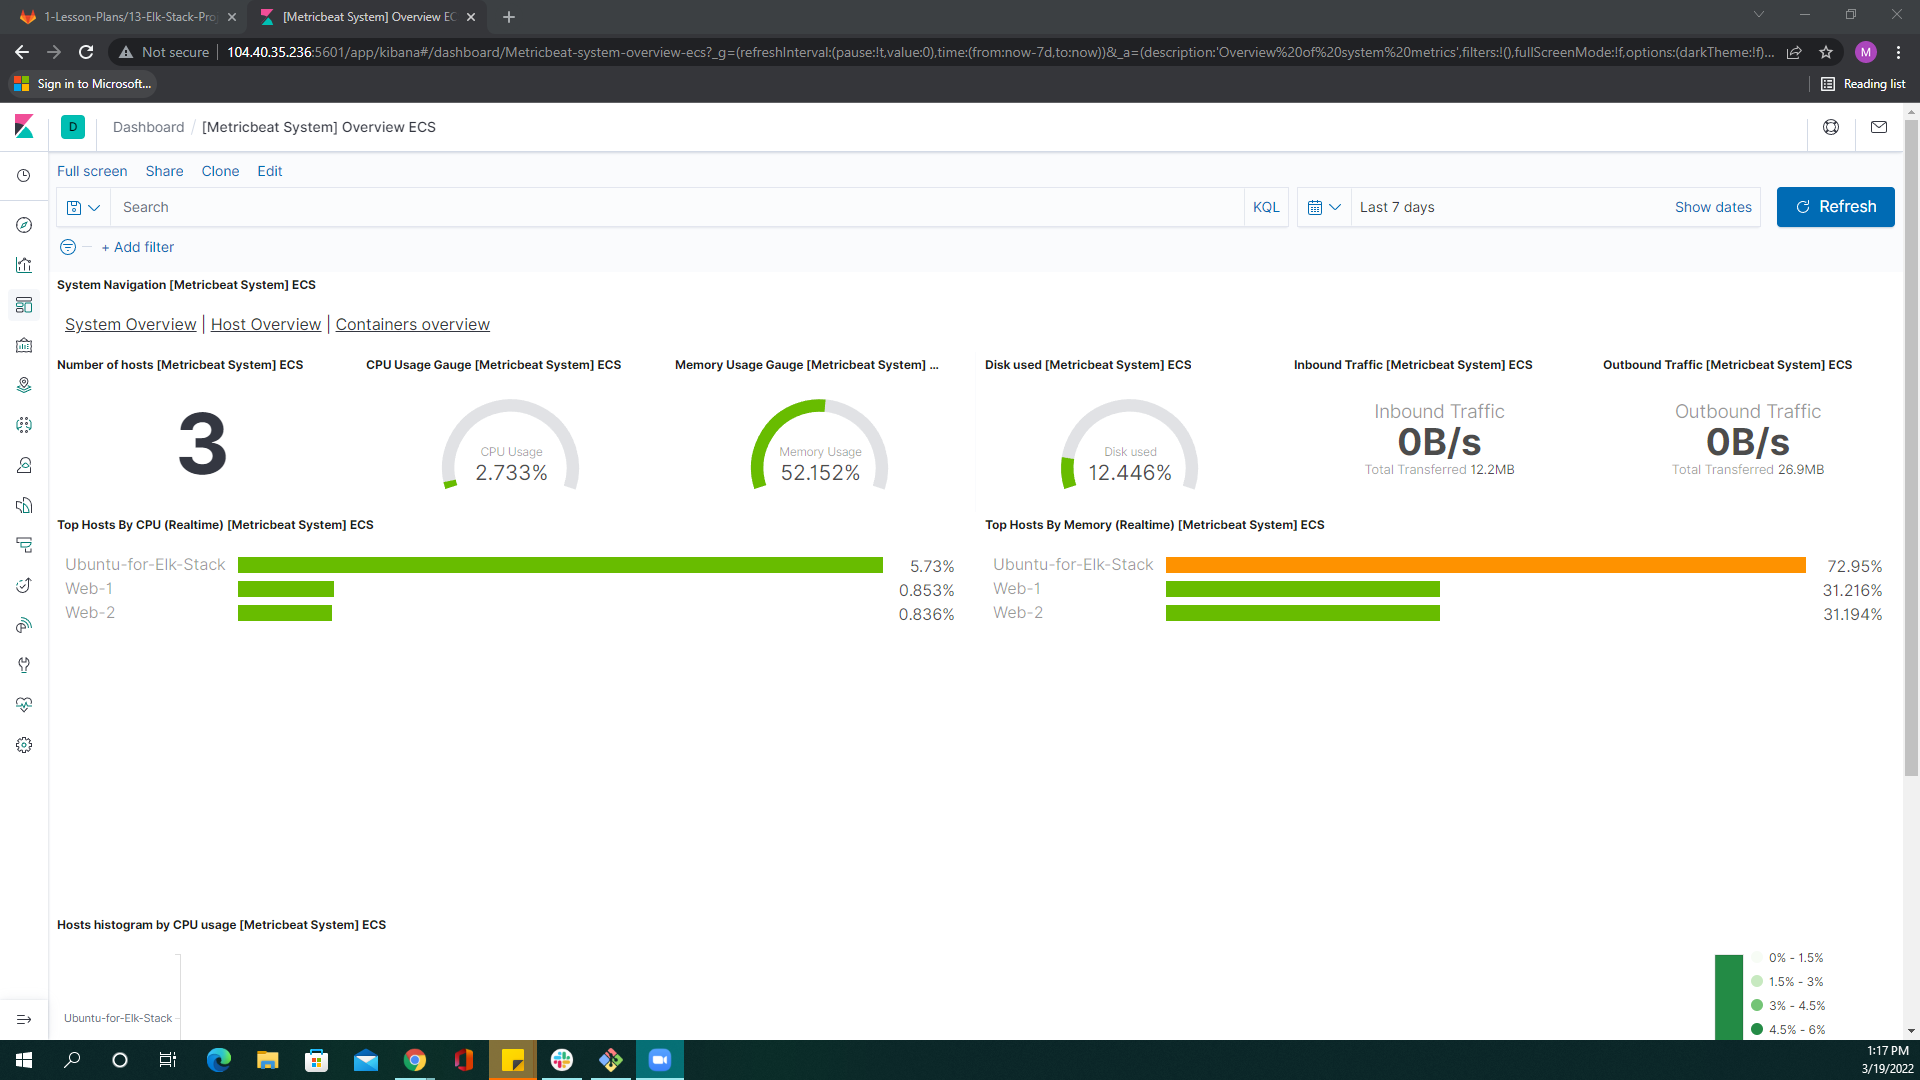 1-Lesson-Plans/13-Elk-Stack-Pro
[Metricbeat System] Overview EC
Not secure
104.40.35.236:5601/app/kibana#/dashboard/Metricbeat-system-overview-ecs?_g=(refreshInterval:(pause:!t,value:0),time:(from:now-7d,to:now))&_a=(description:'Overview%20of%20system%20metrics',filters:!(),fullScreenMode:!f,options:(darkTheme:!f)...
M
Sign in to Microsoft...
Reading list
D
Dashboard / [Metricbeat System] Overview ECS
Full screen Share Clone Edit
Search
KQL
Last 7 days
Show dates
Refresh
+ Add filter
System Navigation [Metricbeat System] ECS
System Overview | Host Overview | Containers overview
Number of hosts [Metricbeat System] ECS
3
CPU Usage Gauge [Metricbeat System] ECS
CPU Usage
2.733%
Memory Usage Gauge [Metricbeat System] ...
Memory Usage
52.152%
Disk used [Metricbeat System] ECS
Disk used
12.446%
Inbound Traffic [Metricbeat System] ECS
Inbound Traffic
0B/s
Total Transferred 12.2MB
Outbound Traffic [Metricbeat System] ECS
Outbound Traffic
0B/s
Total Transferred 26.9MB
Top Hosts By CPU (Realtime) [Metricbeat System] ECS
Ubuntu-for-Elk-Stack 5.73%
Web-1 0.853%
Web-2 0.836%
Top Hosts By Memory (Realtime) [Metricbeat System] ECS
Ubuntu-for-Elk-Stack 72.95%
Web-1 31.216%
Web-2 31.194%
Hosts histogram by CPU usage [Metricbeat System] ECS
Ubuntu-for-Elk-Stack
0% - 1.5%
1.5% - 3%
3% - 4.5%
4.5% - 6%
1:17 PM
3/19/2022